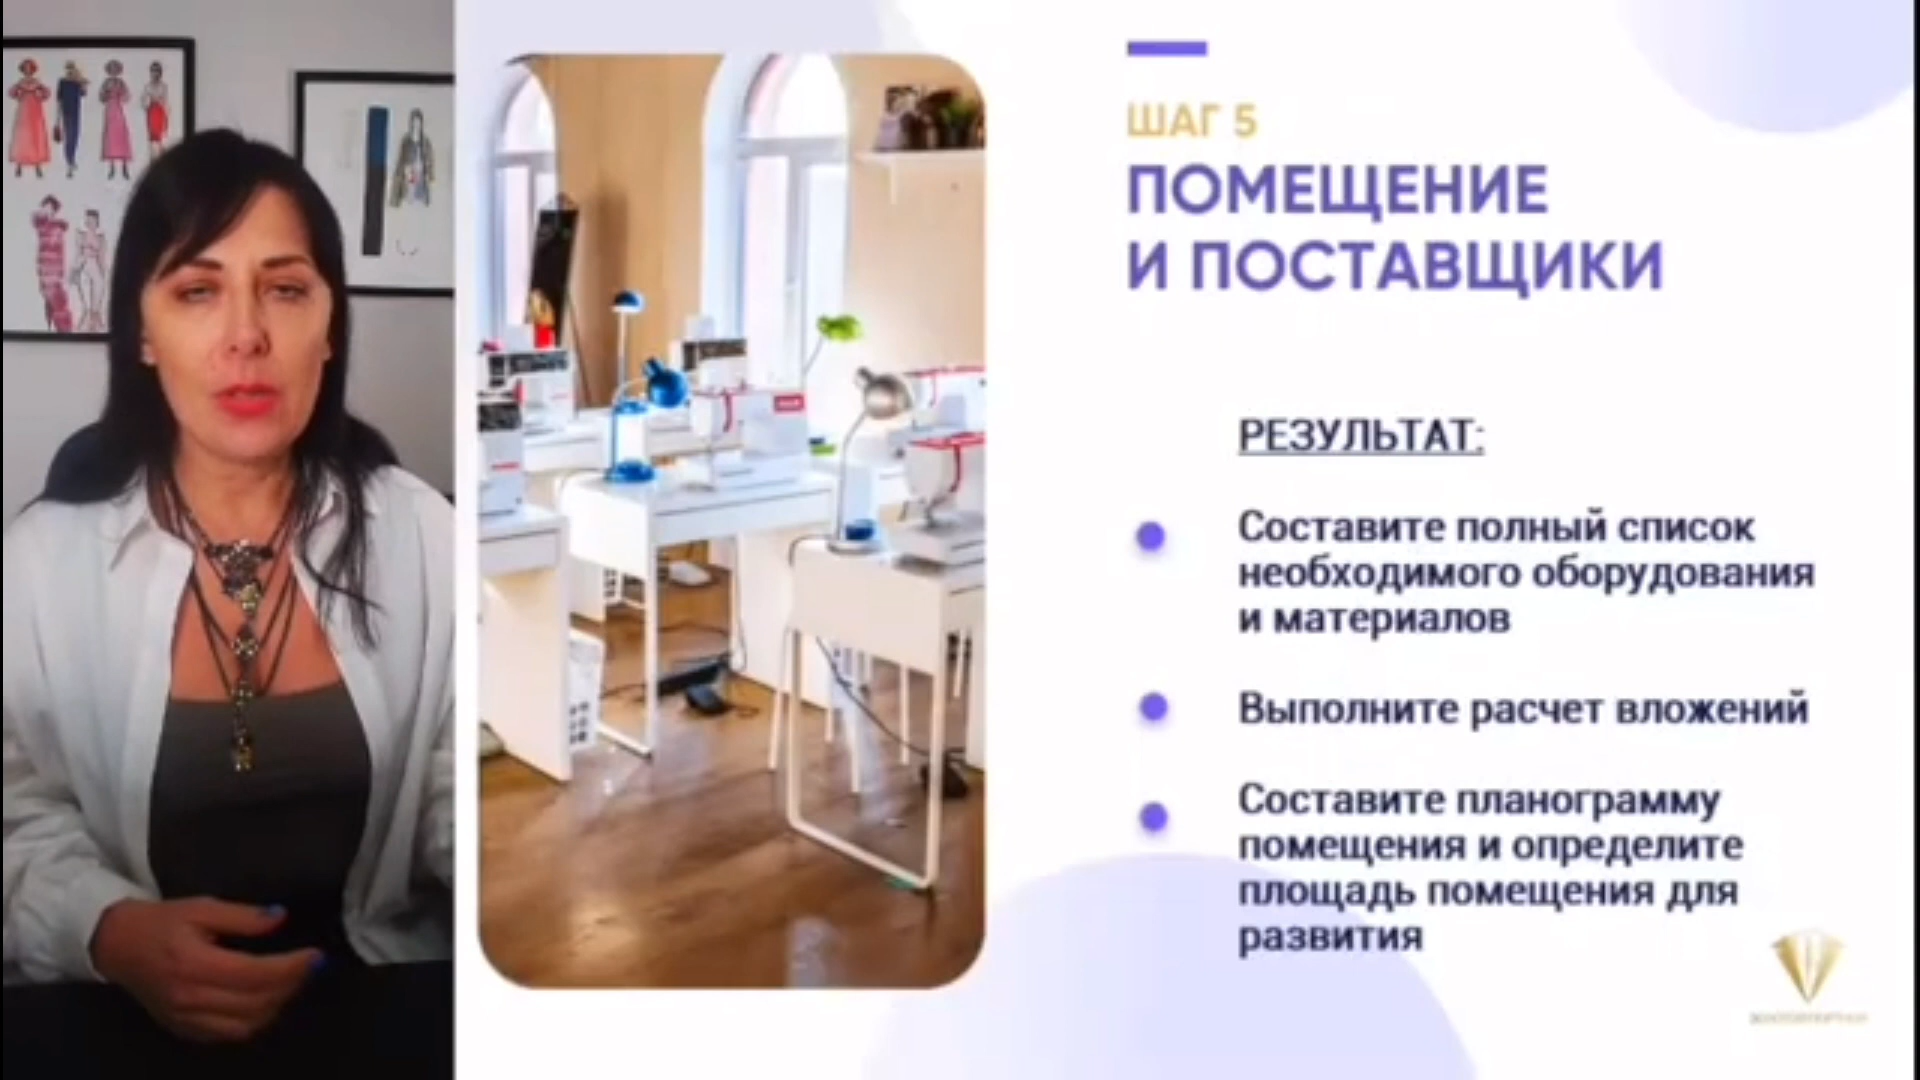 ШАГ 5
ПОМЕЩЕНИЕ
И ПОСТАВЩИКИ
РЕЗУЛЬТАТ:
Составите полный список
необходимого оборудования
и материалов
Выполните расчет вложений
Составите планограмму
помещения и определите
площадь помещения для
развития